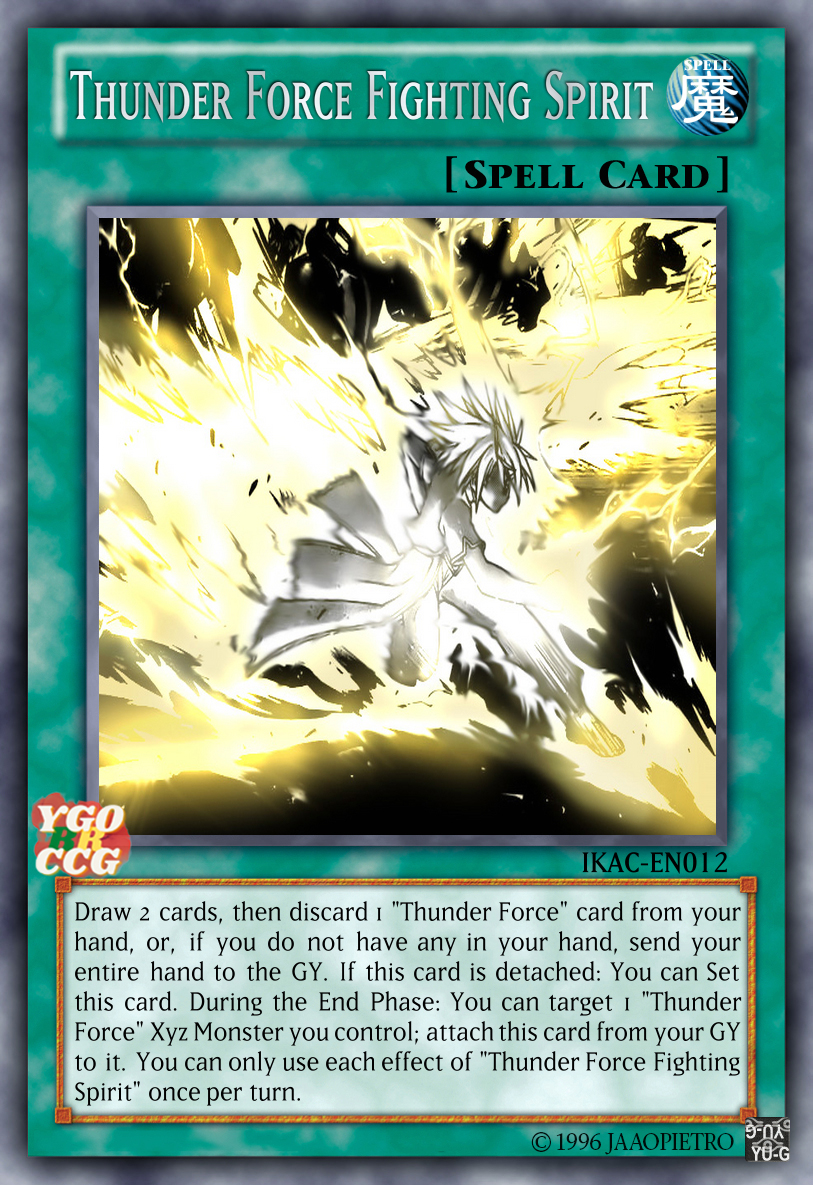 Thunder Force Fighting Spirit
SPELL
魔
[Spell Card]
YGO
BR
CCG
IKAC-EN012
Draw 2 cards, then discard 1 "Thunder Force" card from your
hand, or, if you do not have any in your hand, send your
entire hand to the GY. If this card is detached: You can Set
this card. During the End Phase: You can target 1 "Thunder
Force" Xyz Monster you control; attach this card from your GY
to it. You can only use each effect of "Thunder Force Fighting
Spirit" once per turn.
© 1996 JAAOPIETRO
YU-G